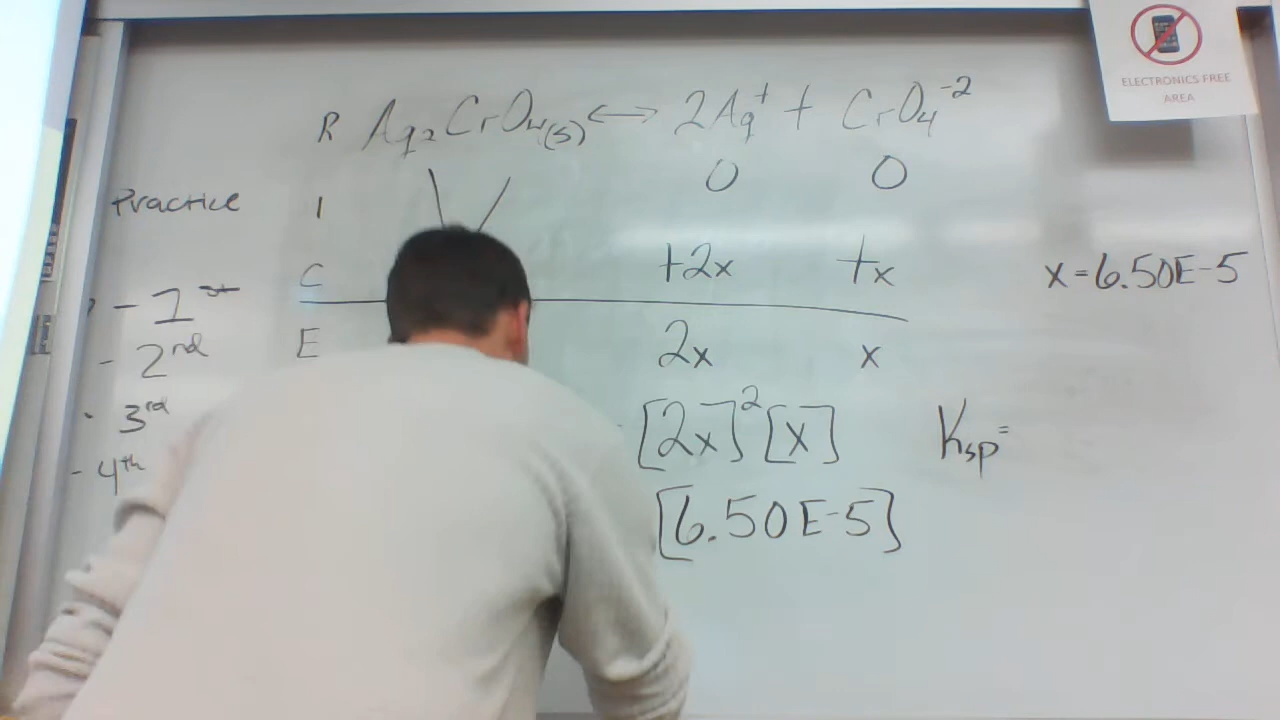 ELECTRONICS FREE
AREA
R Ag₂CrO₄(s) <-> 2Ag⁺ + CrO₄⁻²
Practice
I 0 0
C +2x +x
x = 6.50E-5
- 1st
E 2x x
- 2nd
- 3rd
[2x]² [x] Ksp =
- 4th
[6.50E-5]